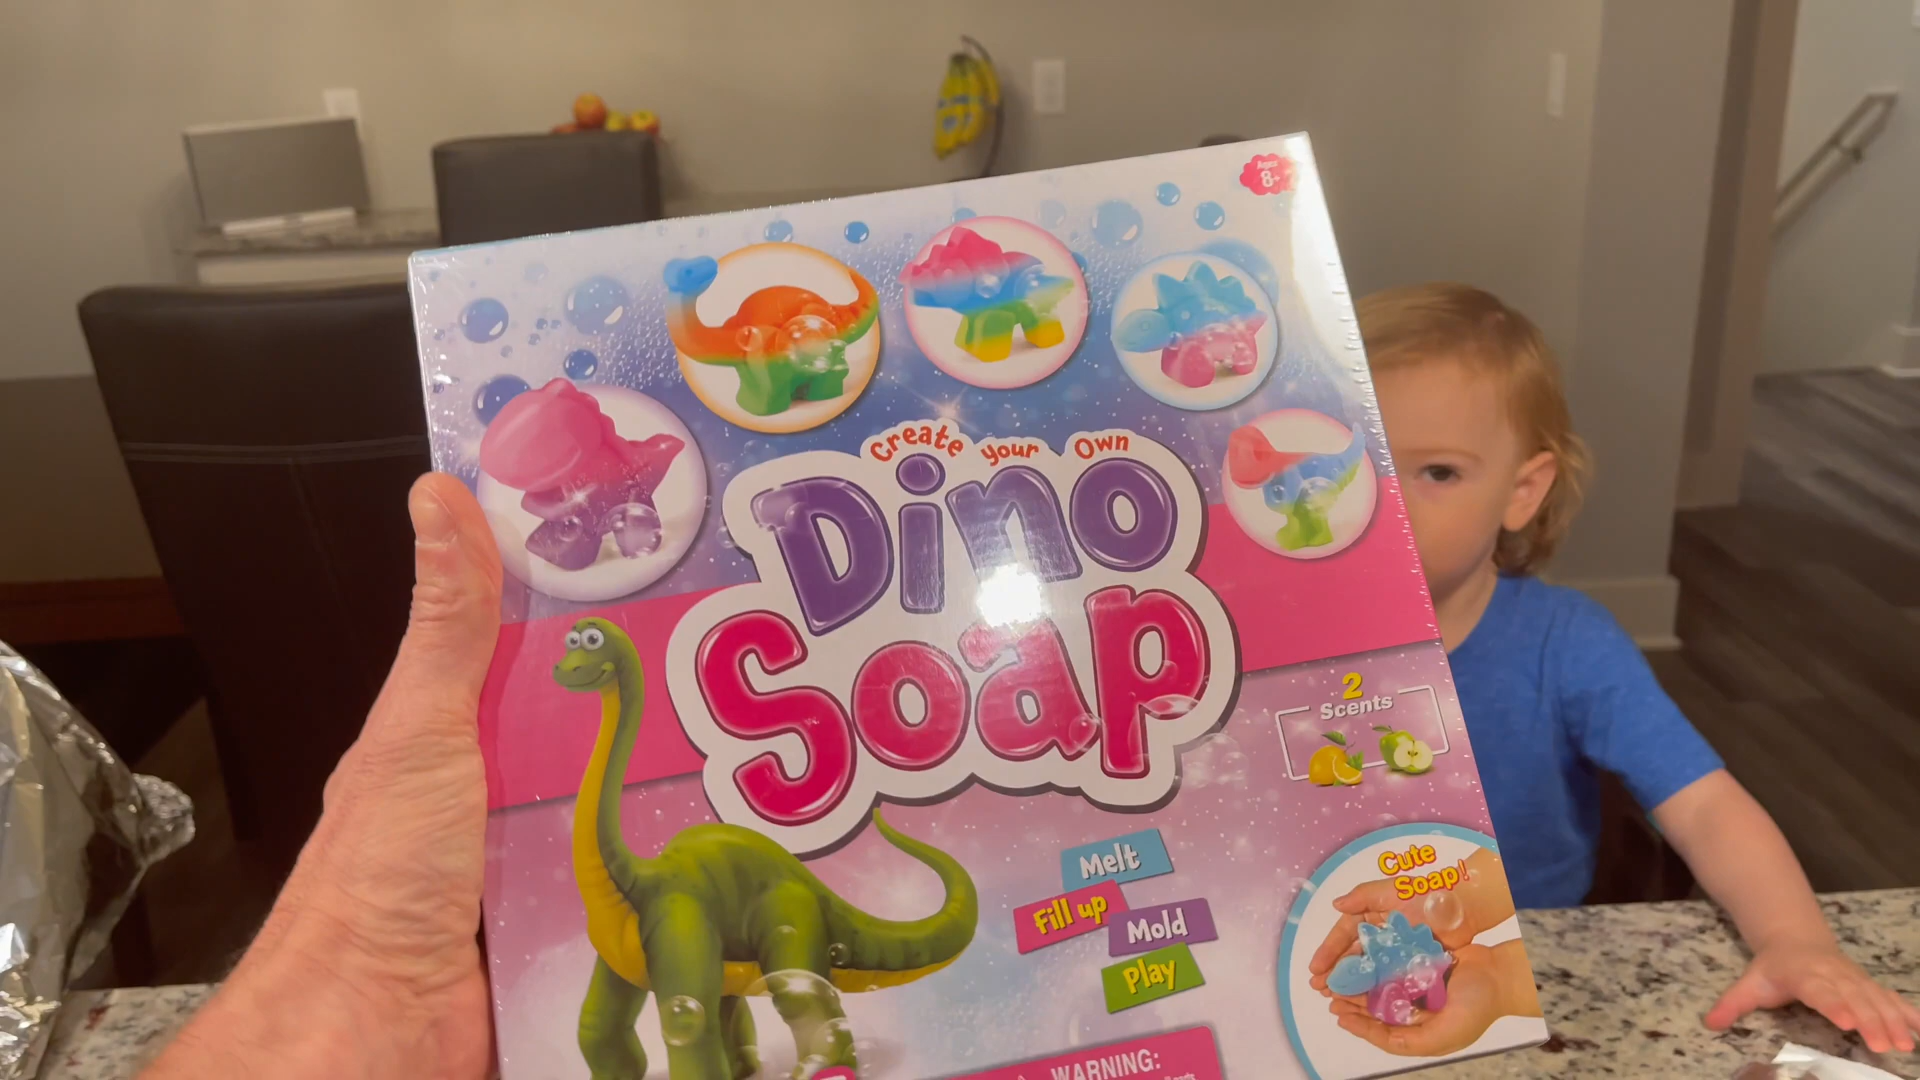 Ages
8+
Create your Own
Dino
Soap
2
Scents
Melt
Fill up
Mold
Play
Cute
Soap!
WARNING: